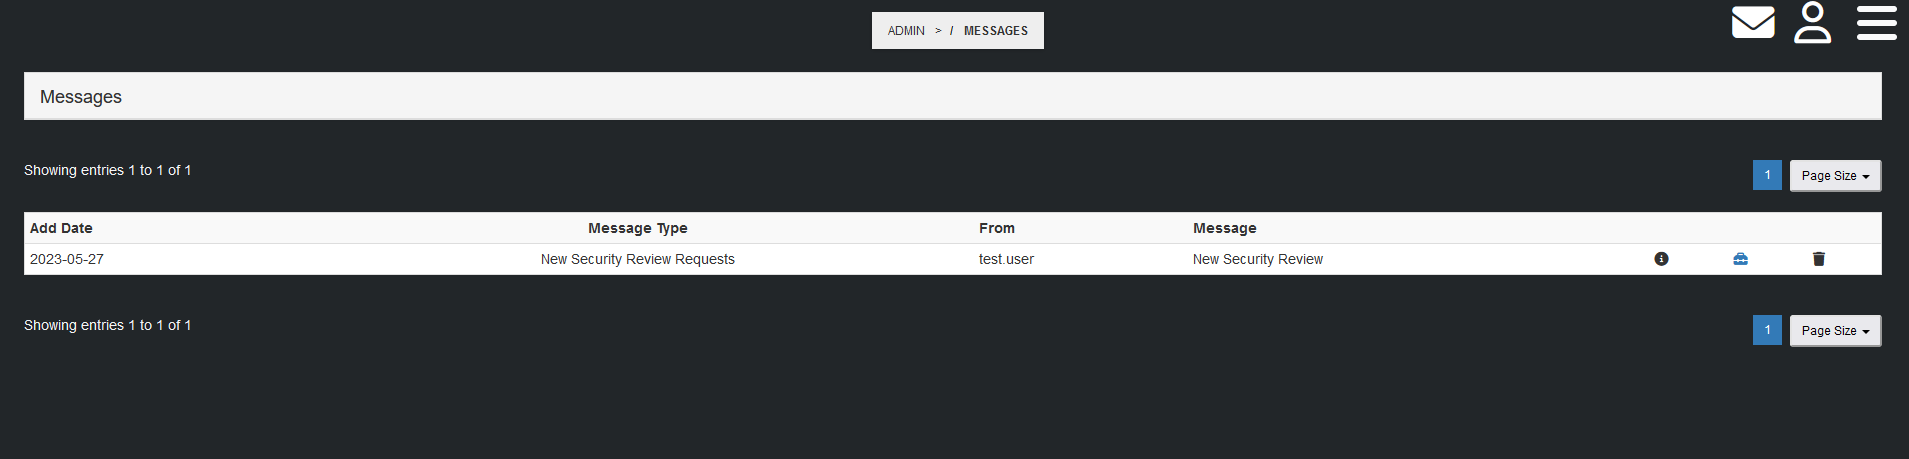 ADMIN > / MESSAGES
Messages
Showing entries 1 to 1 of 1
1 Page Size
Add Date Message Type From Message
2023-05-27 New Security Review Requests test.user New Security Review
Showing entries 1 to 1 of 1
1 Page Size